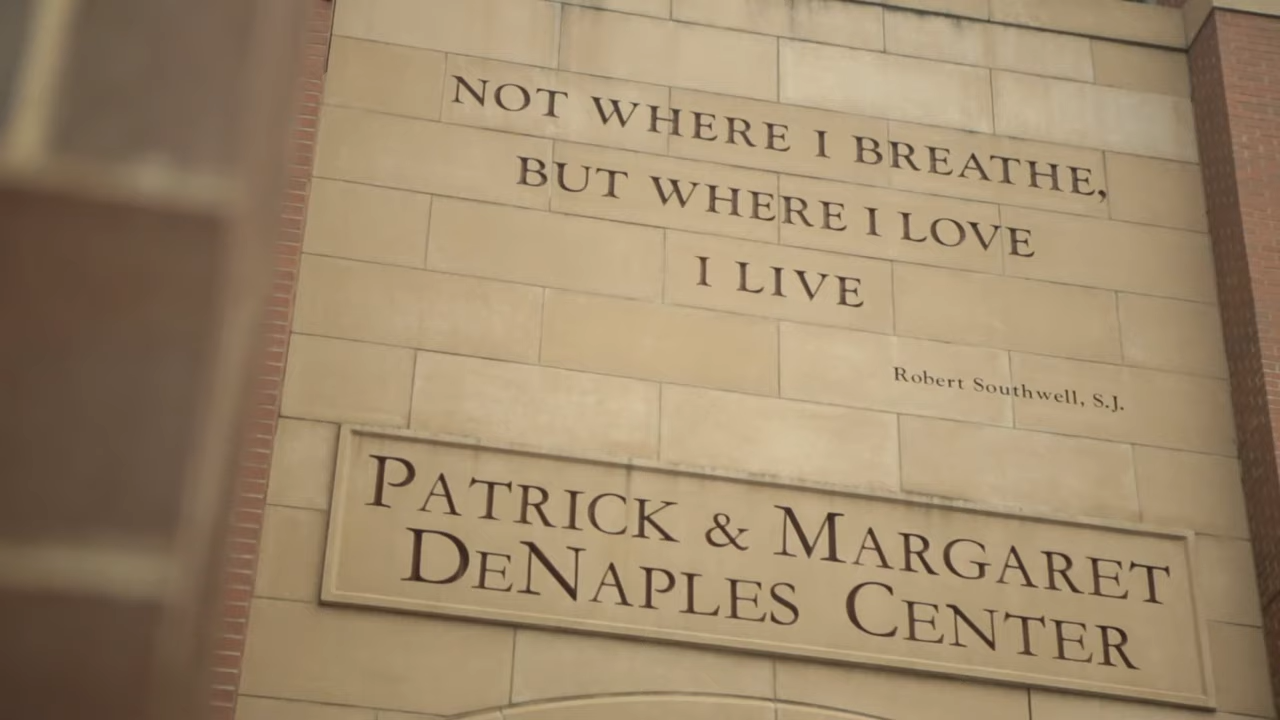 NOT WHERE I BREATHE,
BUT WHERE I LOVE
I LIVE
Robert Southwell, S.J.
PATRICK & MARGARET
DENAPLES CENTER